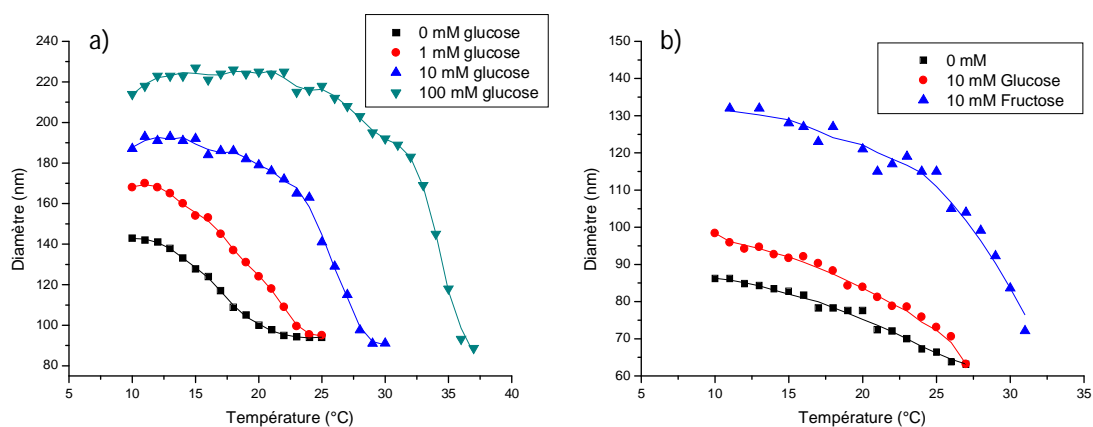 a)
0 mM glucose
1 mM glucose
10 mM glucose
100 mM glucose
240
220
200
180
160
140
120
100
80
Diamètre (nm)
5 10 15 20 25 30 35 40
Température (°C)
b)
0 mM
10 mM Glucose
10 mM Fructose
150
140
130
120
110
100
90
80
70
60
Diamètre (nm)
5 10 15 20 25 30 35
Température (°C)